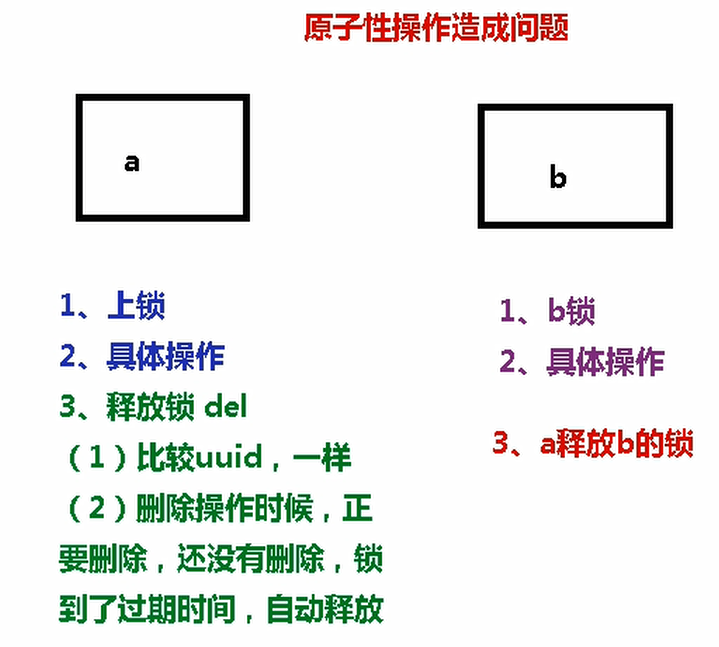 原子性操作造成问题
a
b
1、上锁
2、具体操作
3、释放锁 del
（1）比较uuid，一样
（2）删除操作时候，正
要删除，还没有删除，锁
到了过期时间，自动释放
1、b锁
2、具体操作
3、a释放b的锁